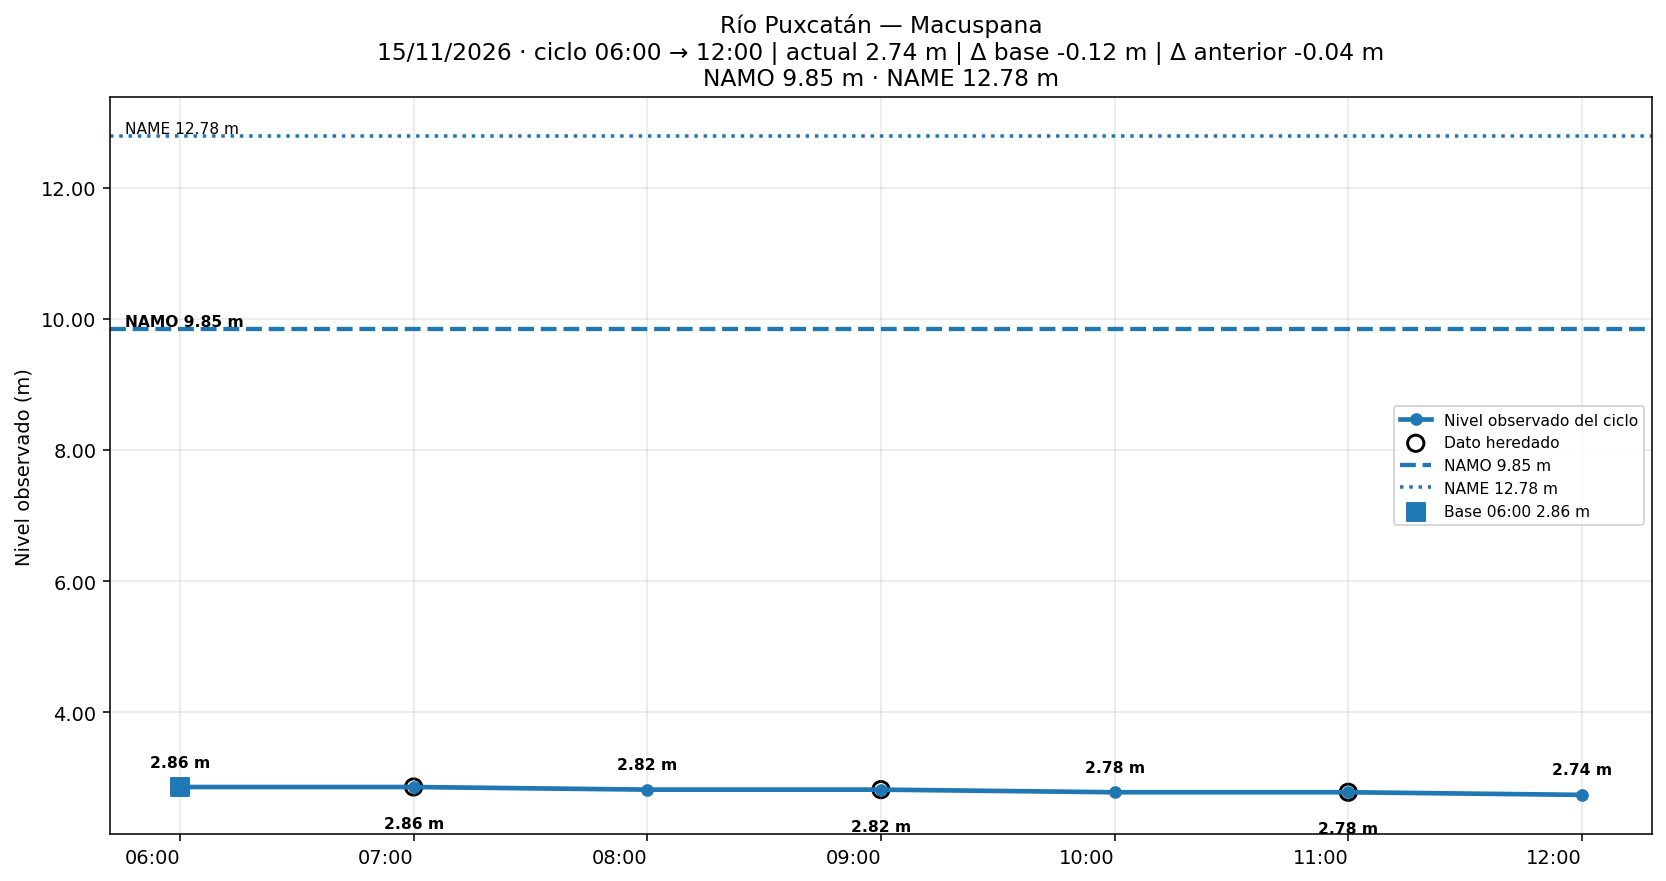 Río Puxcatán — Macuspana
15/11/2026 · ciclo 06:00 → 12:00 | actual 2.74 m | Δ base -0.12 m | Δ anterior -0.04 m
NAMO 9.85 m · NAME 12.78 m
NAME 12.78 m
12.00
NAMO 9.85 m
10.00
Nivel observado (m)
8.00
6.00
4.00
Nivel observado del ciclo
Dato heredado
NAMO 9.85 m
NAME 12.78 m
Base 06:00 2.86 m
2.86 m
2.86 m
2.82 m
2.82 m
2.78 m
2.78 m
2.74 m
06:00
07:00
08:00
09:00
10:00
11:00
12:00